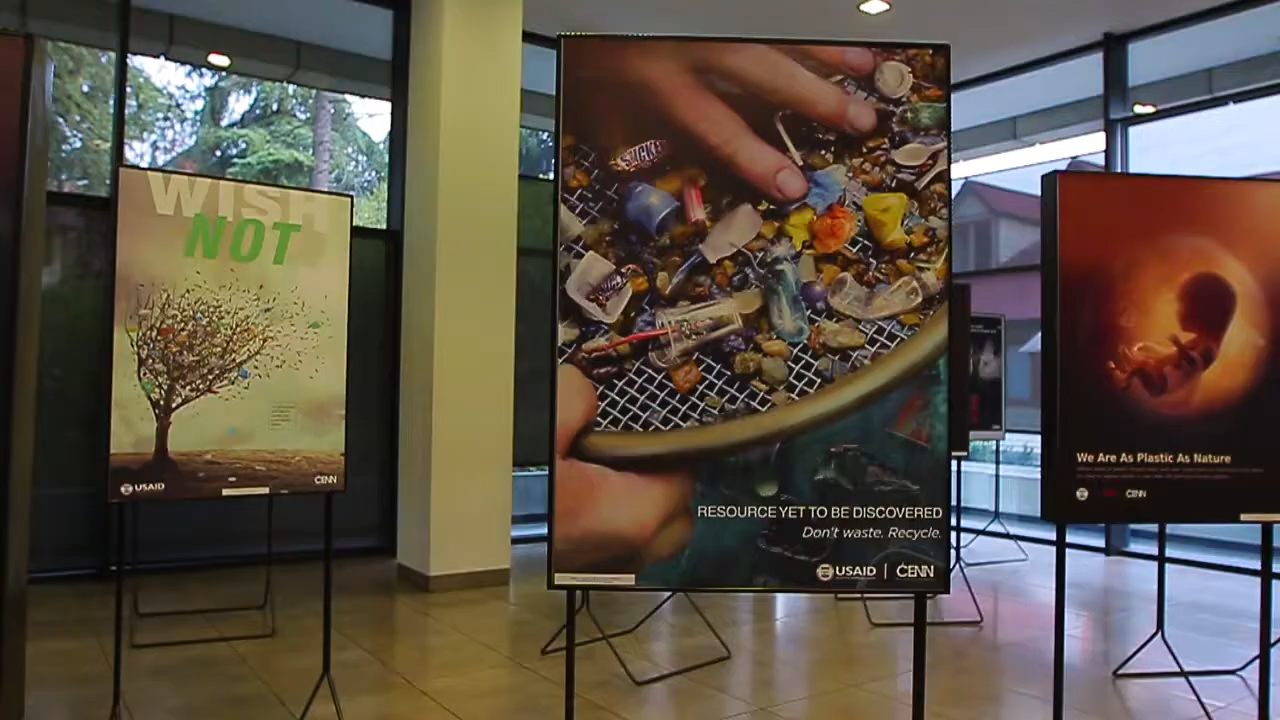 WISH
NOT
USAID
CENN
SNICKERS
RESOURCE YET TO BE DISCOVERED
Don't waste. Recycle.
USAID | CENN
We Are As Plastic As Nature
CENN